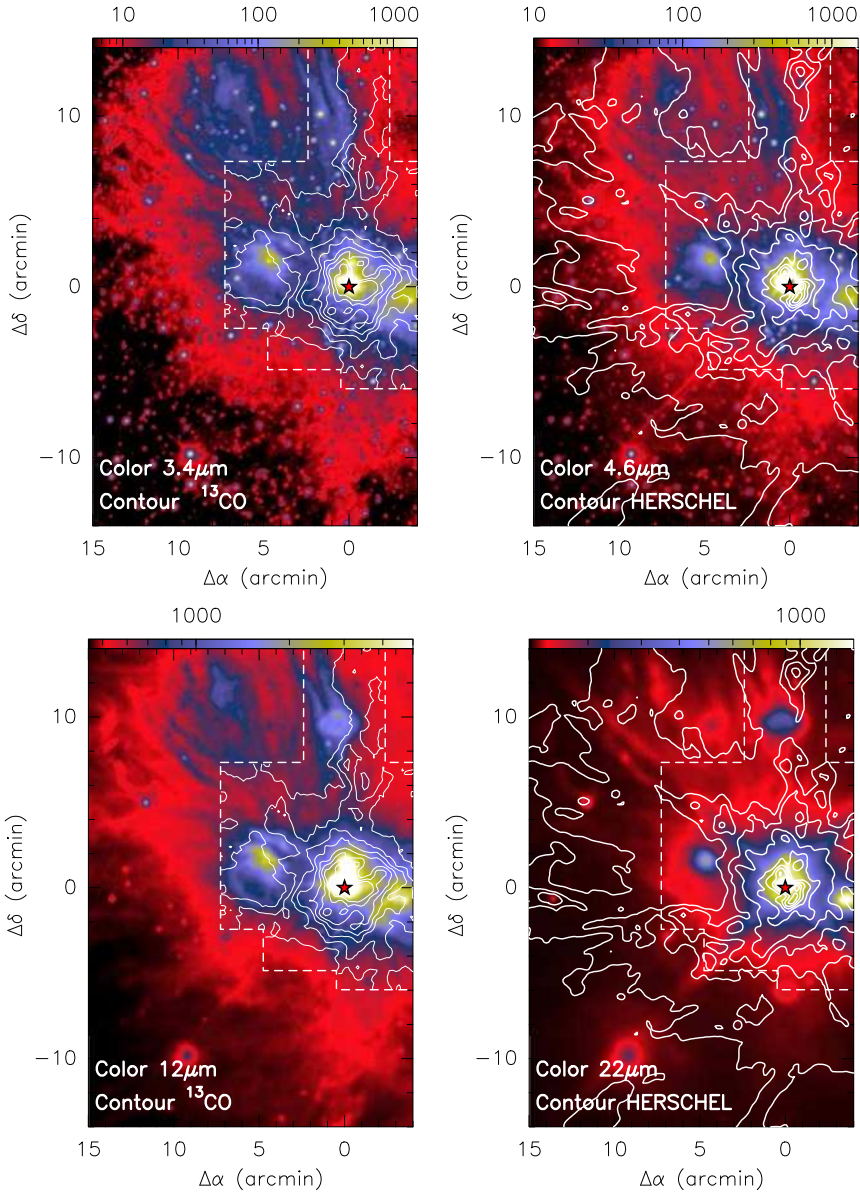 10 100 1000
10
0
−10
Δδ (arcmin)
Color 3.4μm
Contour ¹³CO
15 10 5 0
Δα (arcmin)
10 100 1000
10
0
−10
Δδ (arcmin)
Color 4.6μm
Contour HERSCHEL
15 10 5 0
Δα (arcmin)
1000
10
0
−10
Δδ (arcmin)
Color 12μm
Contour ¹³CO
15 10 5 0
Δα (arcmin)
1000
10
0
−10
Δδ (arcmin)
Color 22μm
Contour HERSCHEL
15 10 5 0
Δα (arcmin)